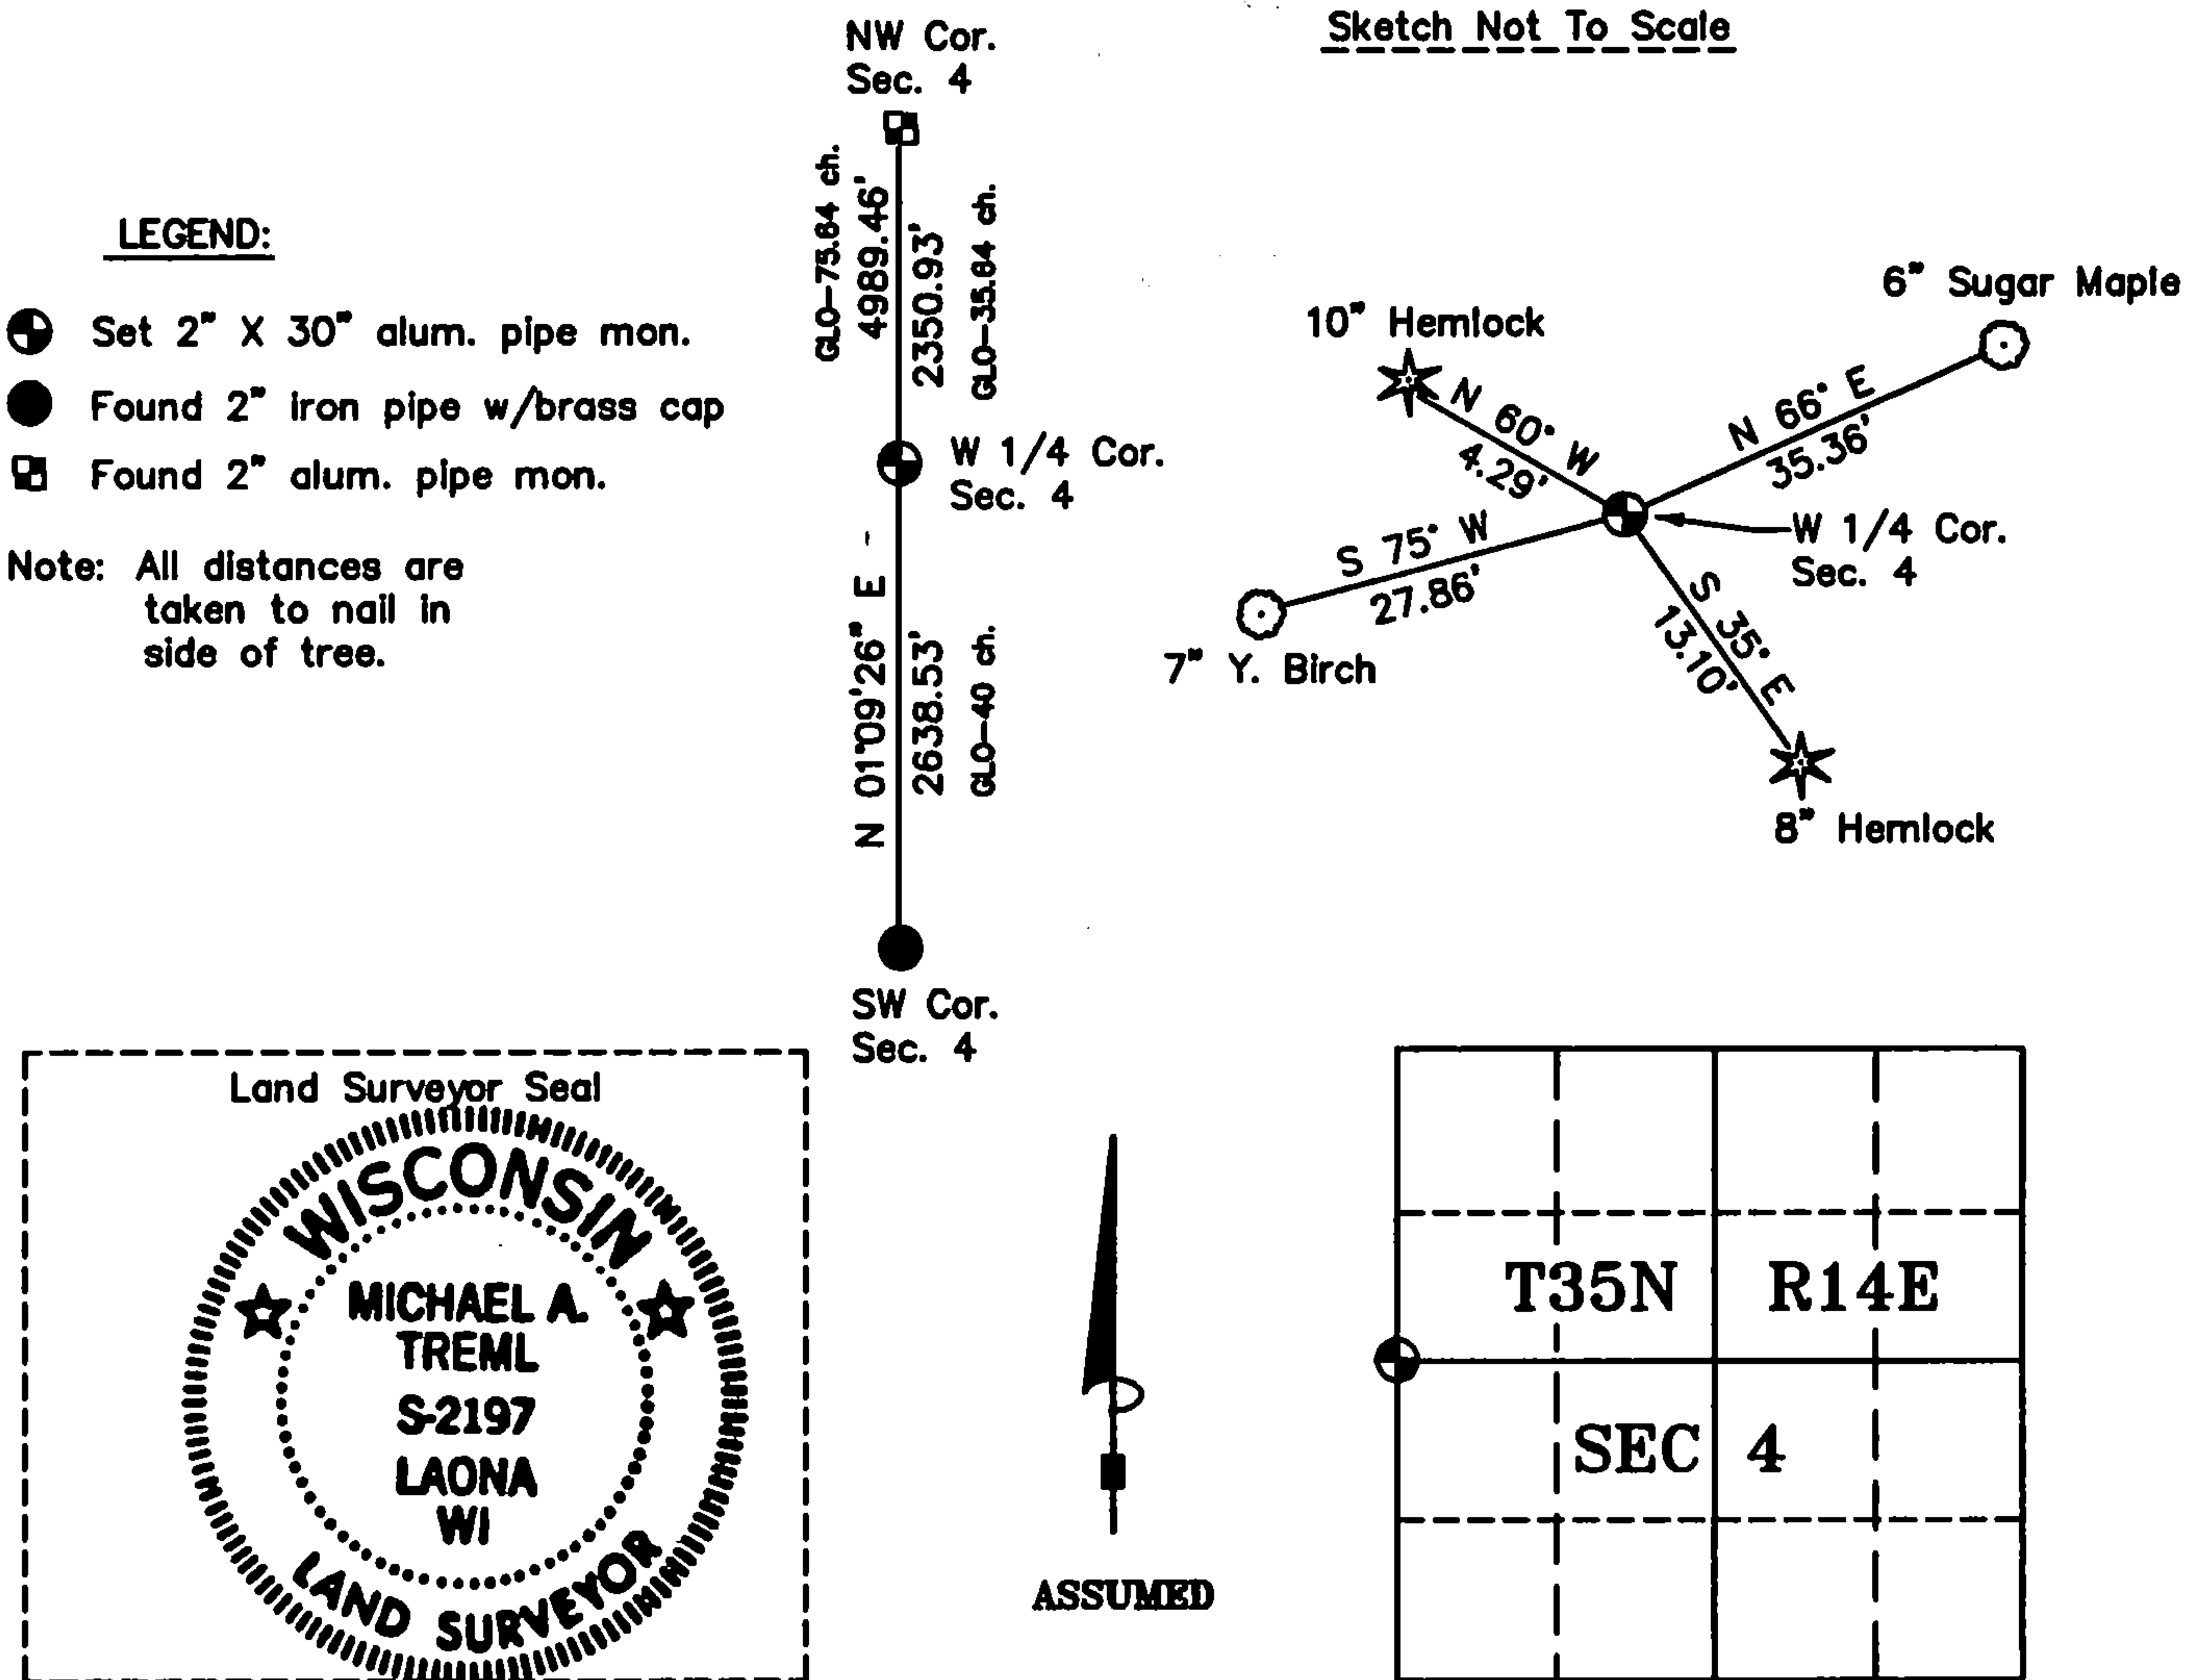 Sketch Not To Scale
NW Cor.
Sec. 4
GLO-75.84 ch.
4989.46'
2350.93'
GLO-35.84 ch.
LEGEND:
Set 2" X 30" alum. pipe mon.
Found 2" iron pipe w/brass cap
Found 2" alum. pipe mon.
Note: All distances are
taken to nail in
side of tree.
W 1/4 Cor.
Sec. 4
N 01°09'26" E
2638.53'
GLO-40 ch.
SW Cor.
Sec. 4
10" Hemlock
N 60° W
4.29'
6" Sugar Maple
N 66° E
35.36'
W 1/4 Cor.
Sec. 4
S 75° W
27.86'
7" Y. Birch
S 35° E
13.10'
8" Hemlock
Land Surveyor Seal
WISCONSIN
MICHAEL A.
TREML
S-2197
LAONA
WI
LAND SURVEYOR
ASSUMED
T35N R14E
SEC 4